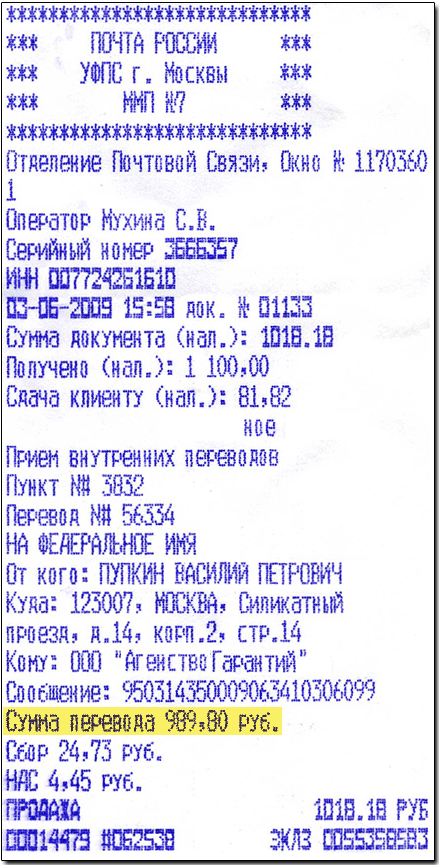 *****************************
*** ПОЧТА РОССИИ ***
*** УФПС г. Москвы ***
*** ММП №7 ***
*****************************
Отделение Почтовой Связи, Окно № 1170360
1
Оператор Мухина С.В.
Серийный номер 3666357
ИНН 007724261610
03-06-2009 15:58 док. № 01133
Сумма документа (нал.): 1018.18
Получено (нал.): 1 100,00
Сдача клиенту (нал.): 81,82
ное
Прием внутренних переводов
Пункт N# 3832
Перевод N# 56334
НА ФЕДЕРАЛЬНОЕ ИМЯ
От кого: ПУПКИН ВАСИЛИЙ ПЕТРОВИЧ
Куда: 123007, МОСКВА, Силикатный
проезд, д.14, корп.2, стр.14
Кому: ООО "АгенствоГарантий"
Сообщение: 950314350009063410306099
Сумма перевода 989,80 руб.
Сбор 24,73 руб.
НДС 4,45 руб.
ПРОДАЖА 1018.18 РУБ
00014479 #062538 ЭКЛЗ 0055358583